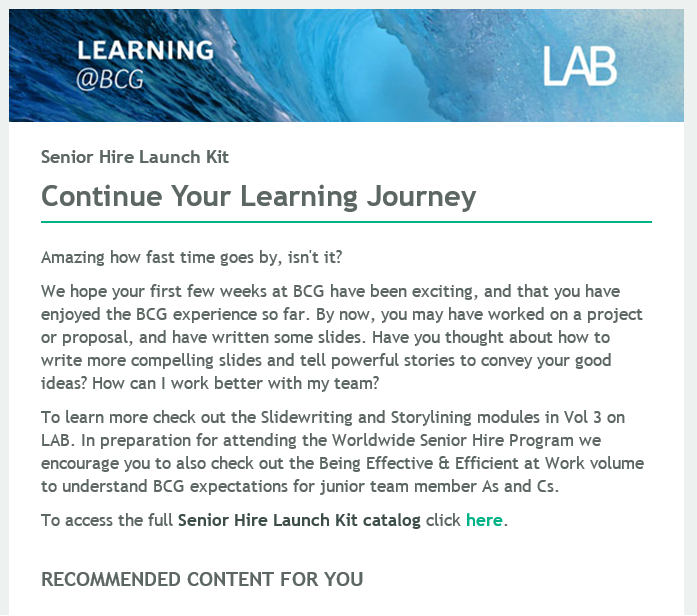 LEARNING
@BCG
LAB
Senior Hire Launch Kit
Continue Your Learning Journey
Amazing how fast time goes by, isn't it?
We hope your first few weeks at BCG have been exciting, and that you have
enjoyed the BCG experience so far. By now, you may have worked on a project
or proposal, and have written some slides. Have you thought about how to
write more compelling slides and tell powerful stories to convey your good
ideas? How can I work better with my team?
To learn more check out the Slidewriting and Storylining modules in Vol 3 on
LAB. In preparation for attending the Worldwide Senior Hire Program we
encourage you to also check out the Being Effective & Efficient at Work volume
to understand BCG expectations for junior team member As and Cs.
To access the full Senior Hire Launch Kit catalog click here.
RECOMMENDED CONTENT FOR YOU